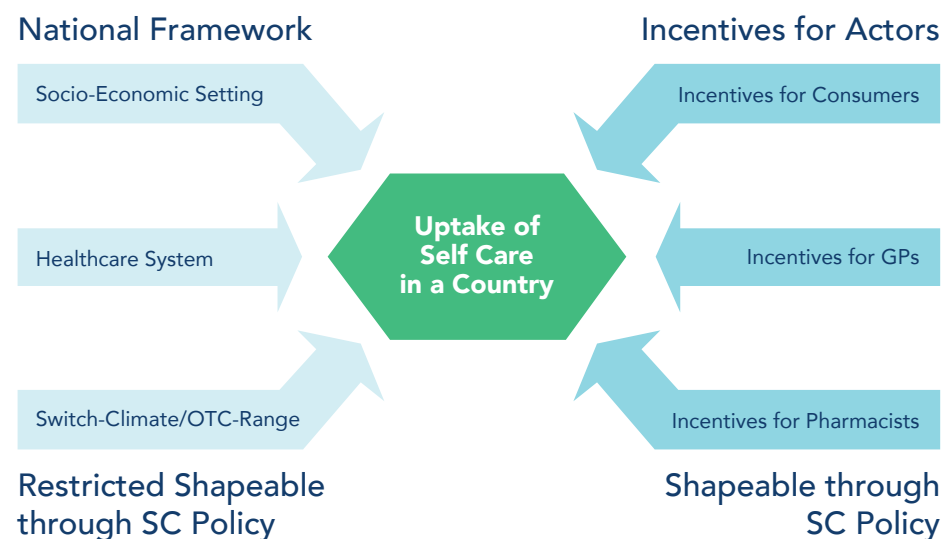 National Framework
Incentives for Actors
Socio-Economic Setting
Incentives for Consumers
Healthcare System
Uptake of
Self Care
in a Country
Incentives for GPs
Switch-Climate/OTC-Range
Incentives for Pharmacists
Restricted Shapeable
through SC Policy
Shapeable through
SC Policy